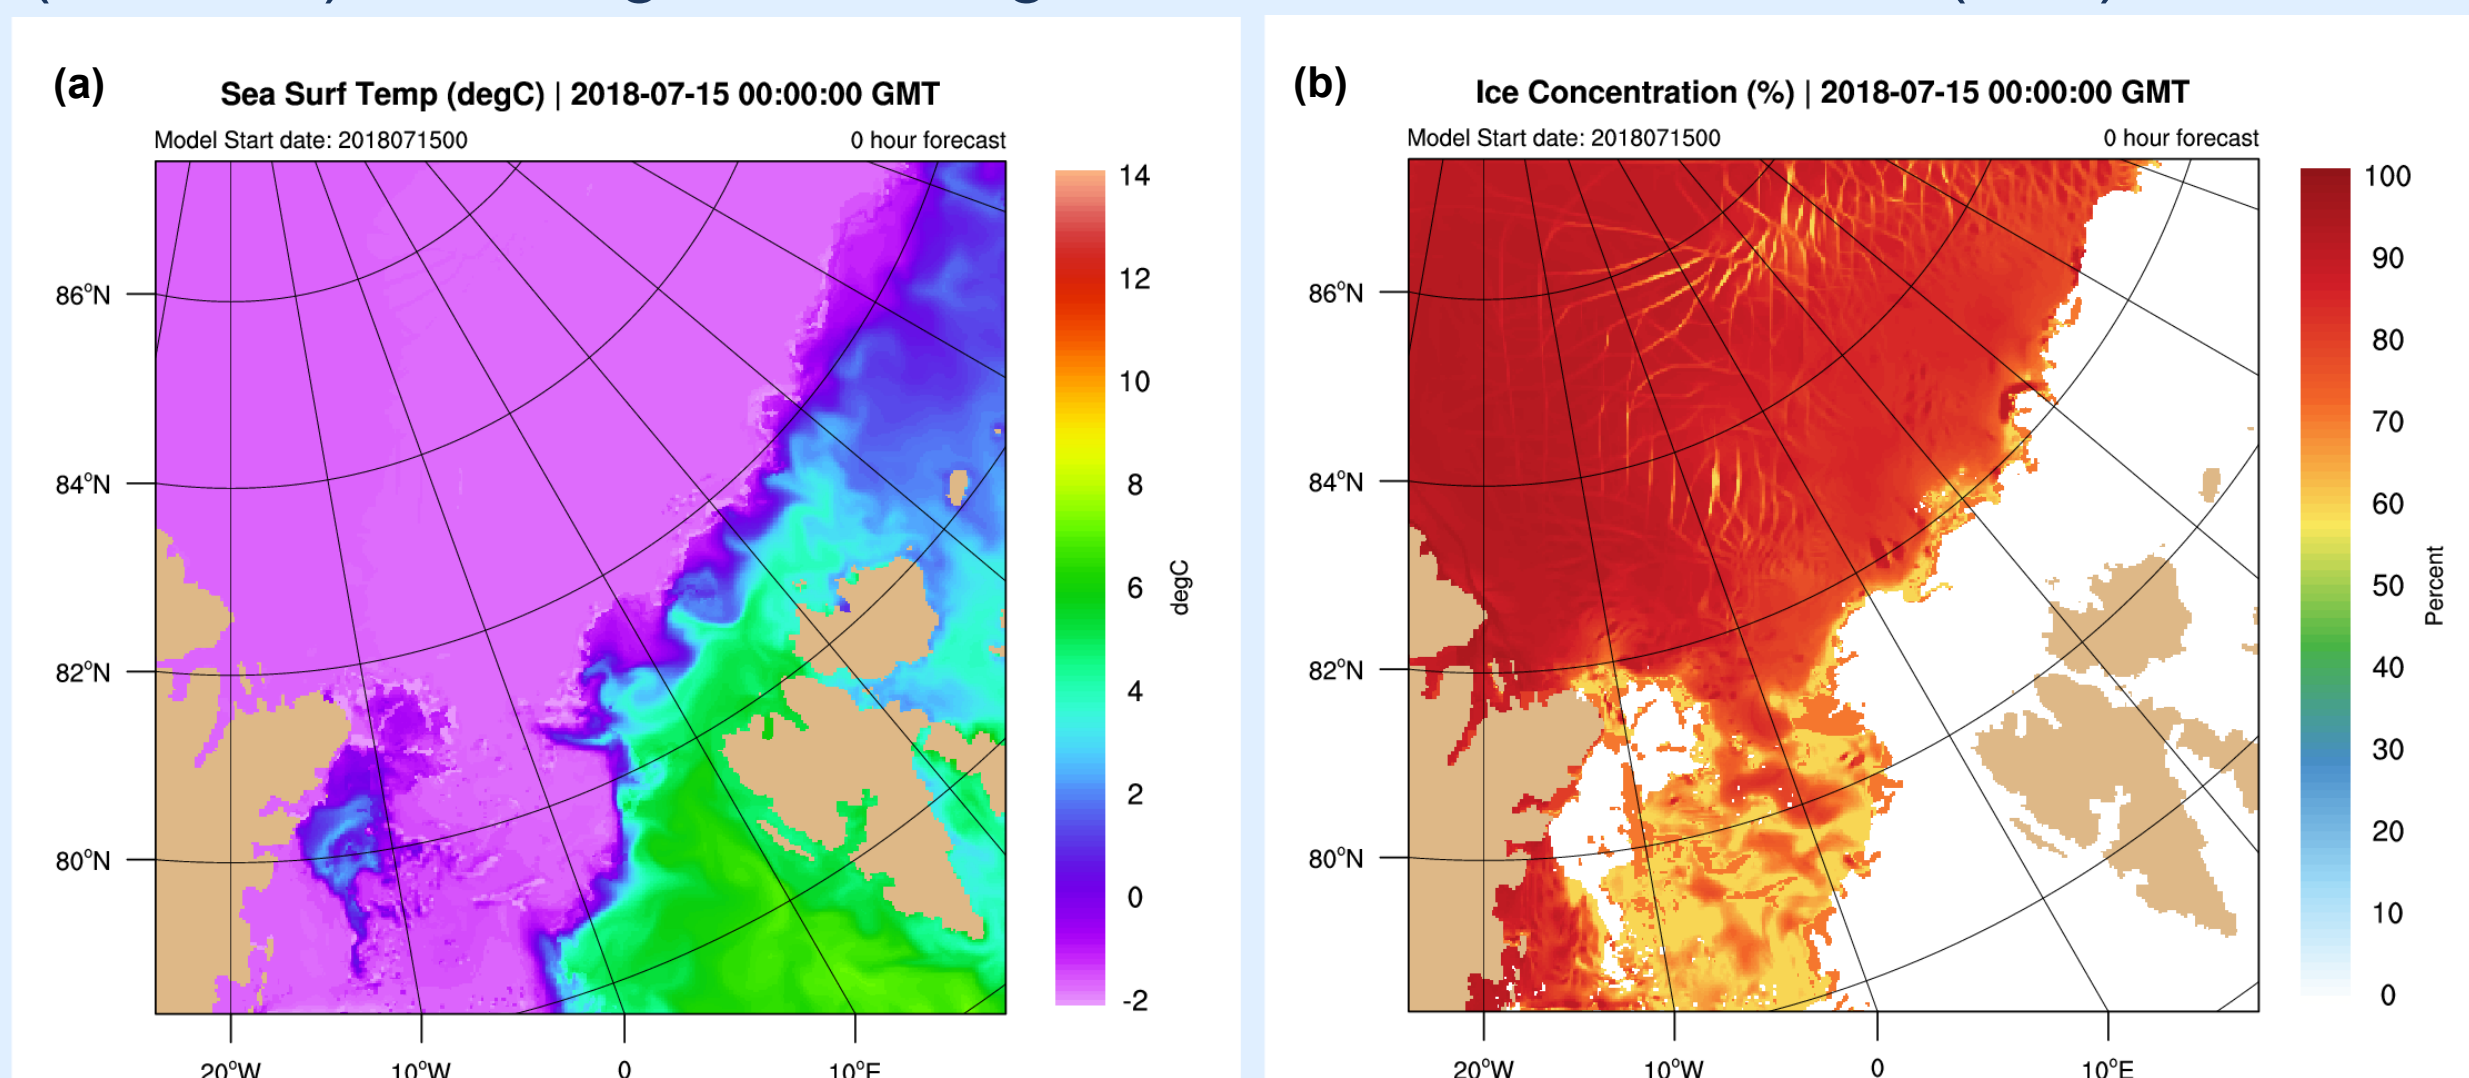 (a)
Sea Surf Temp (degC) | 2018-07-15 00:00:00 GMT
Model Start date: 2018071500
0 hour forecast
86°N
84°N
82°N
80°N
20°W
10°W
0
10°E
14
12
10
8
6
4
2
0
-2
degC
(b)
Ice Concentration (%) | 2018-07-15 00:00:00 GMT
Model Start date: 2018071500
0 hour forecast
86°N
84°N
82°N
80°N
20°W
10°W
0
10°E
100
90
80
70
60
50
40
30
20
10
0
Percent